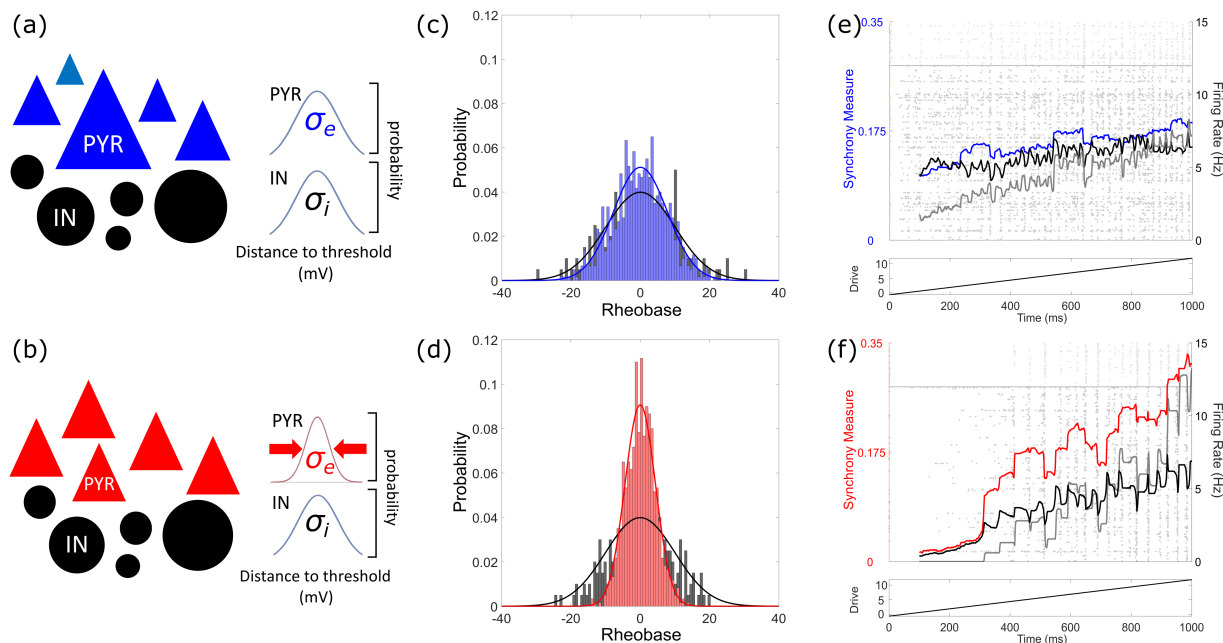 (a)
PYR
IN
PYR
σe
IN
σi
probability
Distance to threshold
(mV)
(c)
0.12
0.1
0.08
0.06
0.04
0.02
0
Probability
-40
-20
0
20
40
Rheobase
(e)
0.35
0.175
0
Synchrony Measure
15
10
5
0
Firing Rate (Hz)
10
5
0
Drive
0
200
400
600
800
1000
Time (ms)
(b)
PYR
IN
PYR
σe
IN
σi
probability
Distance to threshold
(mV)
(d)
0.12
0.1
0.08
0.06
0.04
0.02
0
Probability
-40
-20
0
20
40
Rheobase
(f)
0.35
0.175
0
Synchrony Measure
15
10
5
0
Firing Rate (Hz)
10
5
0
Drive
0
200
400
600
800
1000
Time (ms)